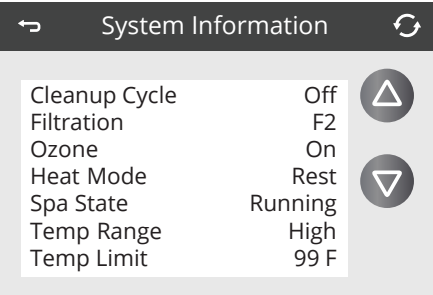 System Information
Cleanup Cycle Off
Filtration F2
Ozone On
Heat Mode Rest
Spa State Running
Temp Range High
Temp Limit 99 F